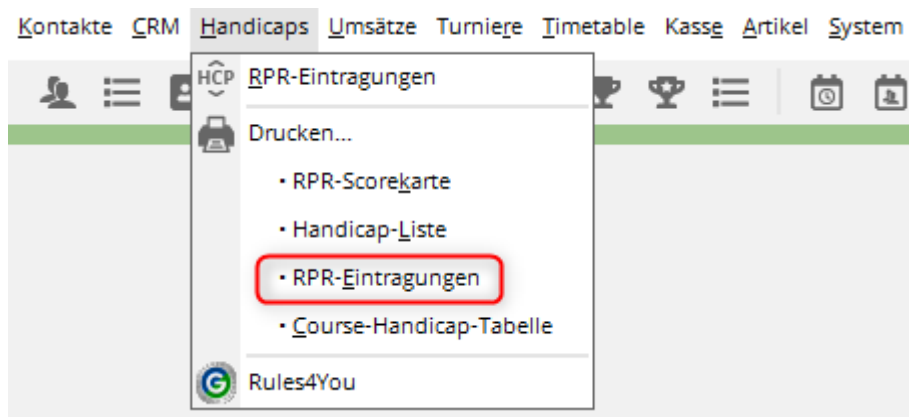 Kontakte CRM Handicaps Umsätze Turniere Timetable Kasse Artikel System
HCP RPR-Eintragungen
Drucken...
• RPR-Scorekarte
• Handicap-Liste
• RPR-Eintragungen
• Course-Handicap-Tabelle
G Rules4You